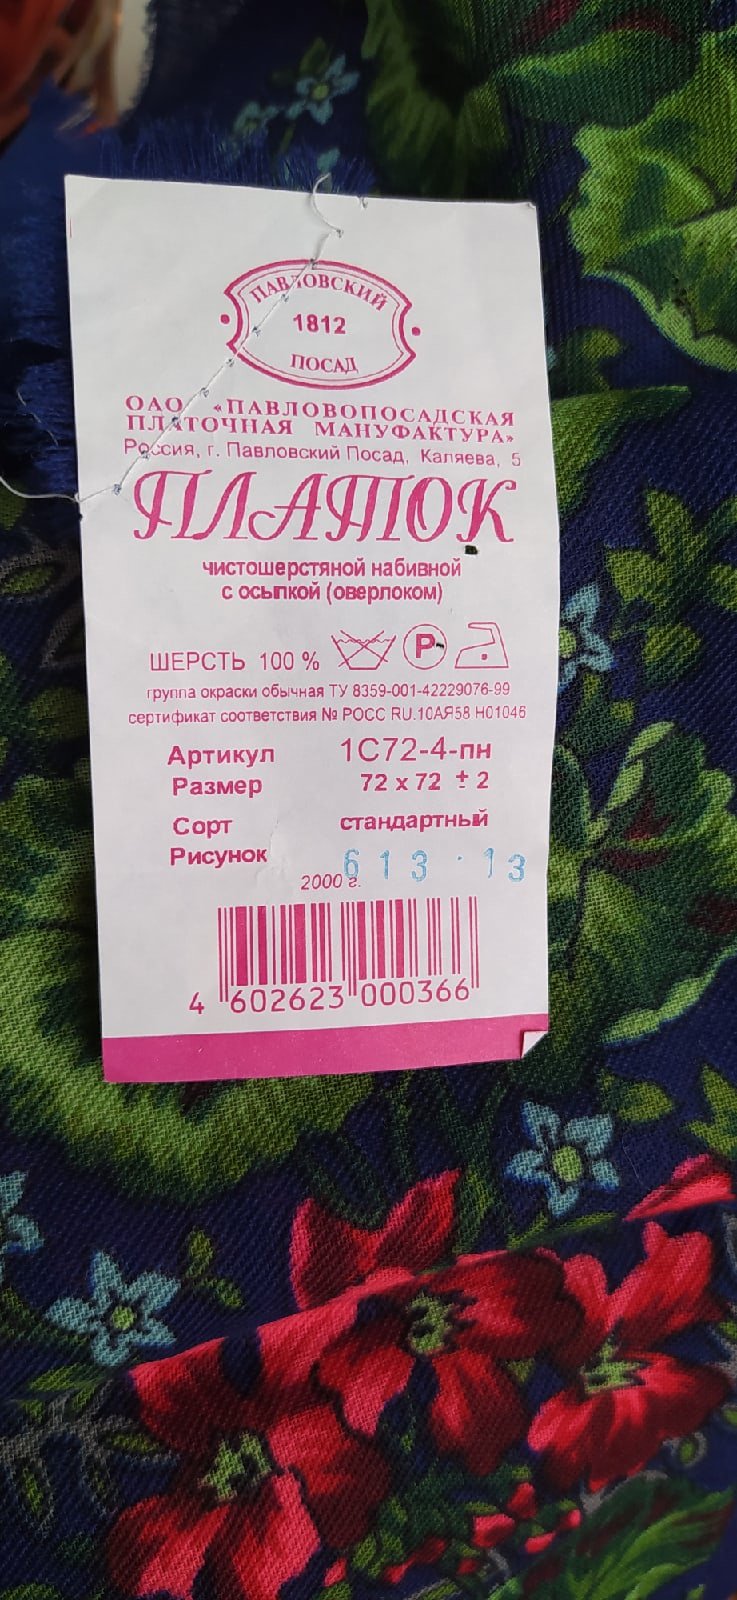 ПАВЛОВСКИЙ
1812
ПОСАД
ОАО «ПАВЛОВОПОСАДСКАЯ
ПЛАТОЧНАЯ МАНУФАКТУРА»
Россия, г. Павловский Посад, Каляева, 5
ПЛАТОК
чистошерстяной набивной
с осыпкой (оверлоком)
ШЕРСТЬ 100 % P
группа окраски обычная ТУ 8359-001-42229076-99
сертификат соответствия № РОСС RU.10АЯ58 Н01046
Артикул 1С72-4-пн
Размер 72 x 72 ± 2
Сорт стандартный
Рисунок 613·13
2000 г.
4 602623 000366